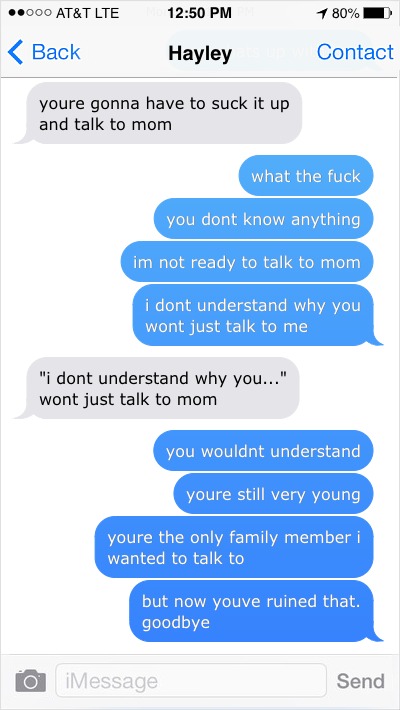 AT&T LTE 12:50 PM 80%
Back Hayley Contact
youre gonna have to suck it up
and talk to mom
what the fuck
you dont know anything
im not ready to talk to mom
i dont understand why you
wont just talk to me
"i dont understand why you..."
wont just talk to mom
you wouldnt understand
youre still very young
youre the only family member i
wanted to talk to
but now youve ruined that.
goodbye
iMessage Send